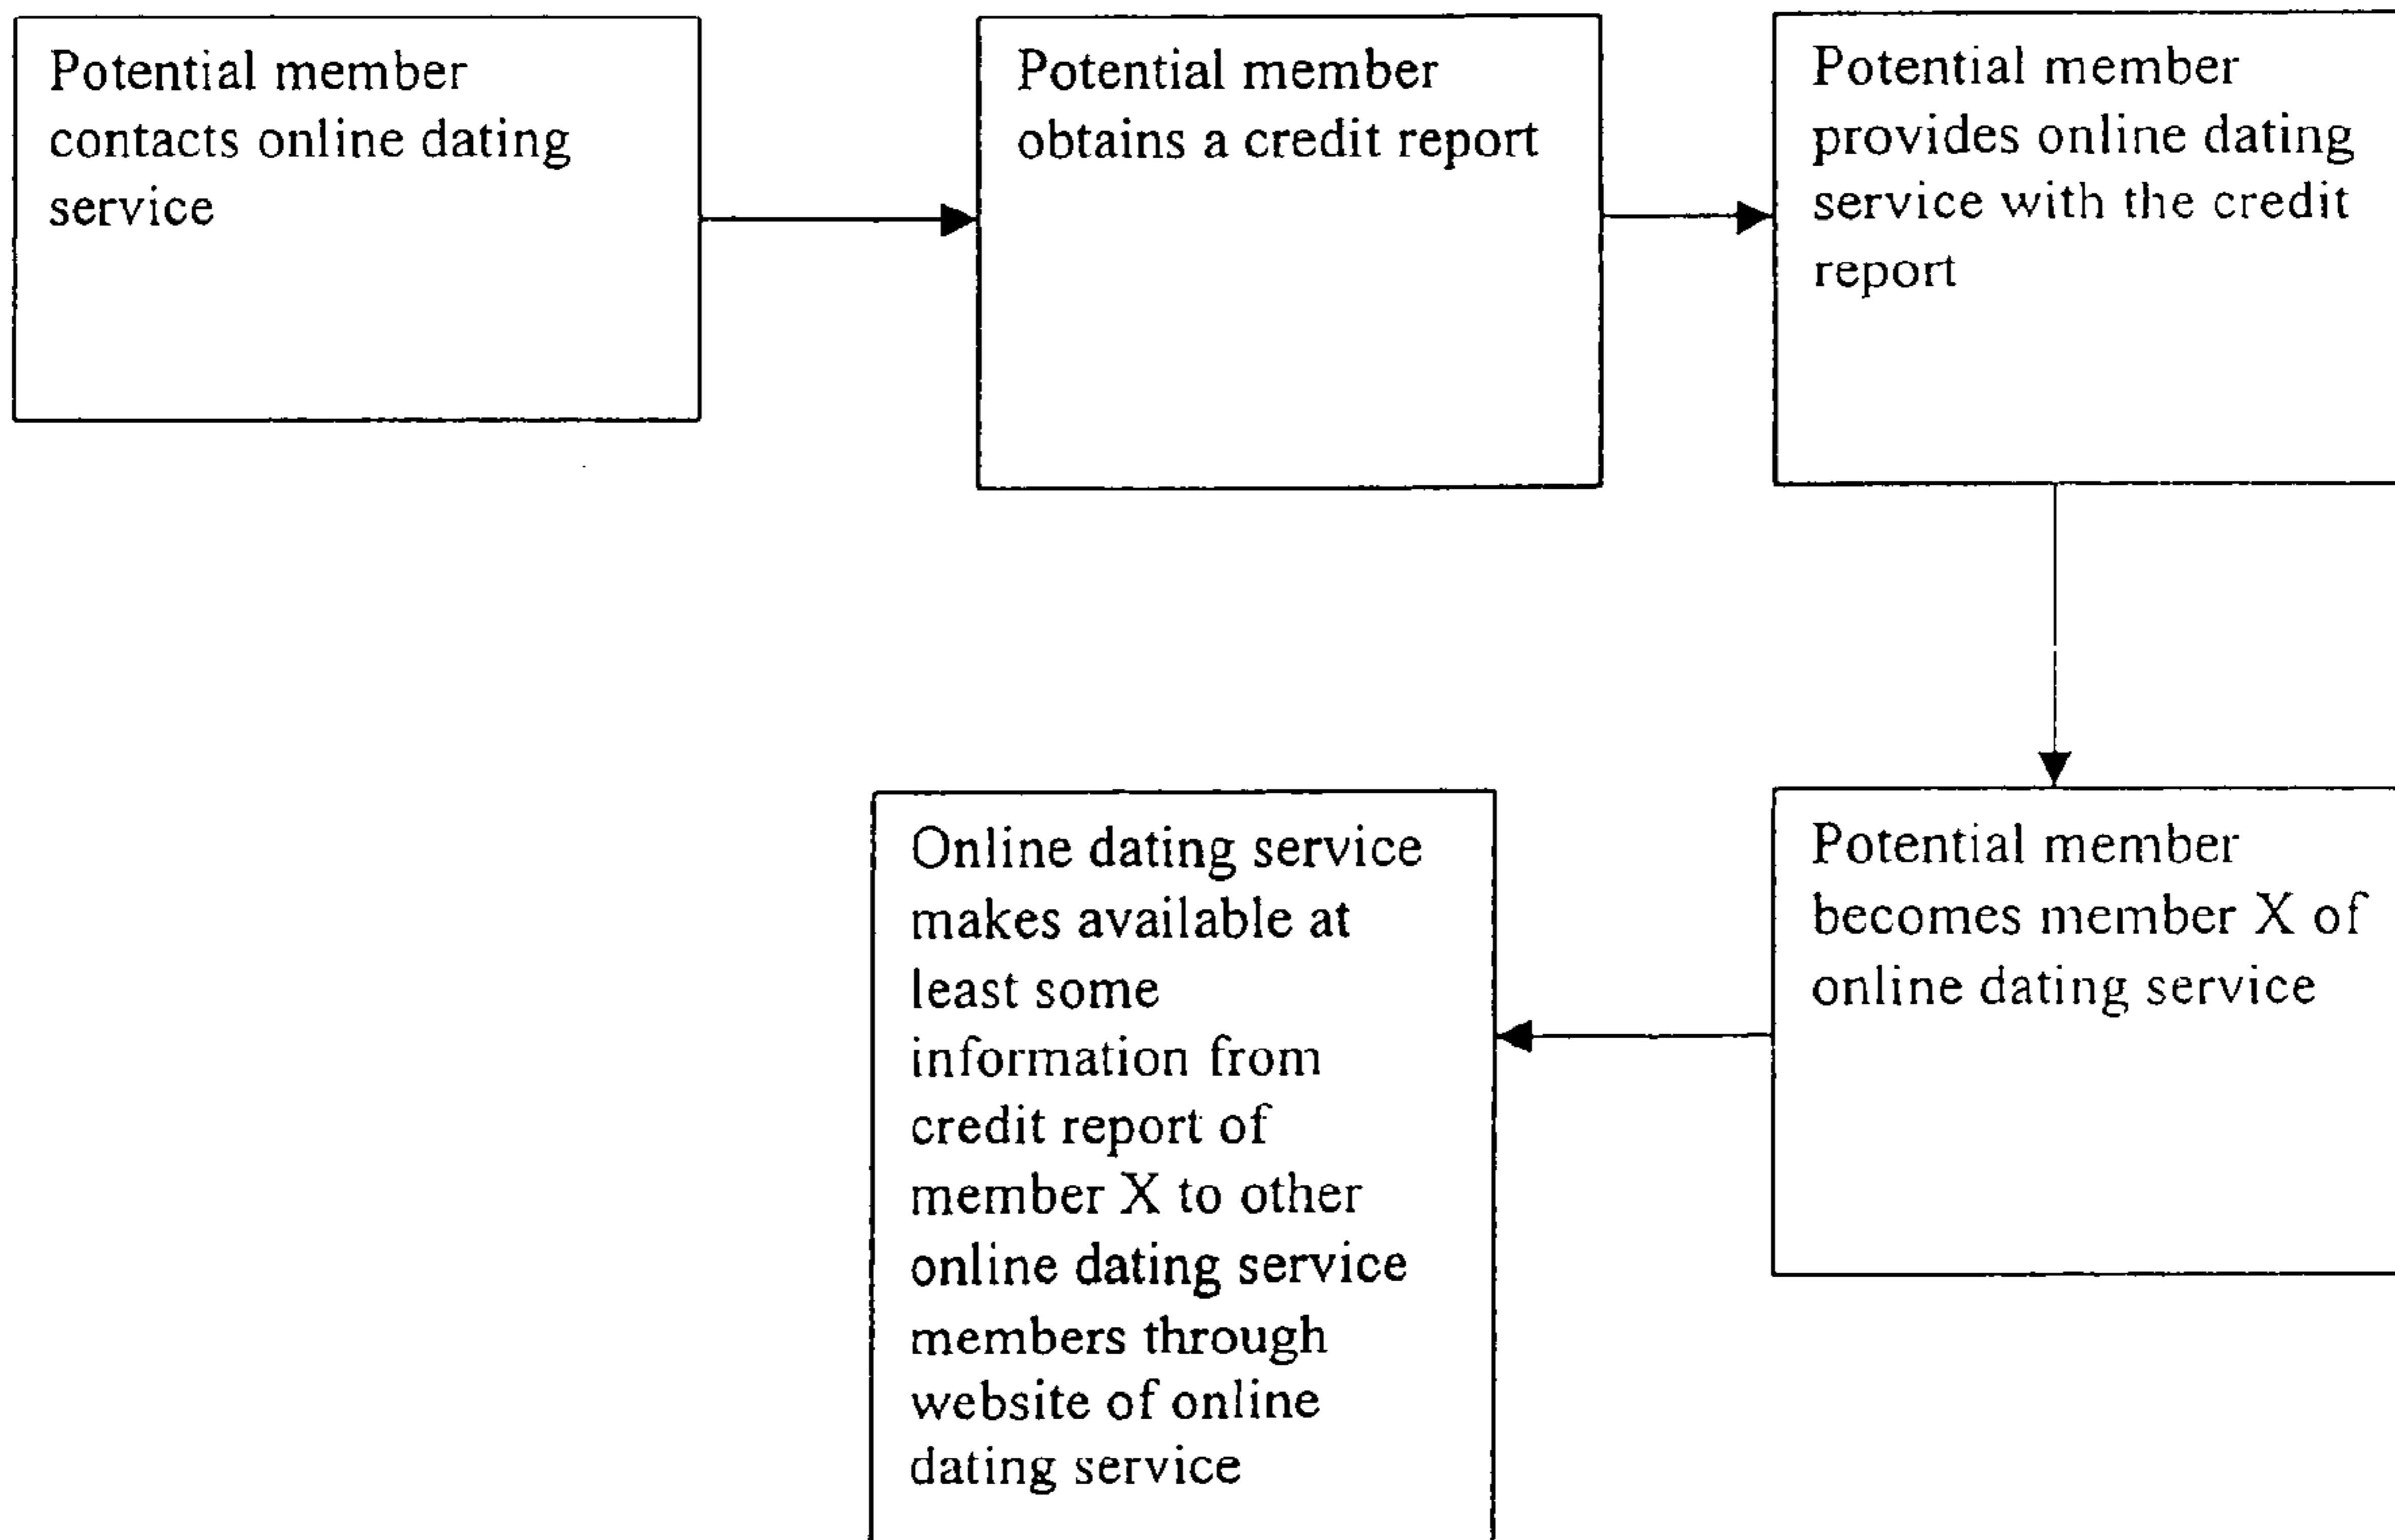 Potential member
contacts online dating
service
Potential member
obtains a credit report
Potential member
provides online dating
service with the credit
report
Potential member
becomes member X of
online dating service
Online dating service
makes available at
least some
information from
credit report of
member X to other
online dating service
members through
website of online
dating service